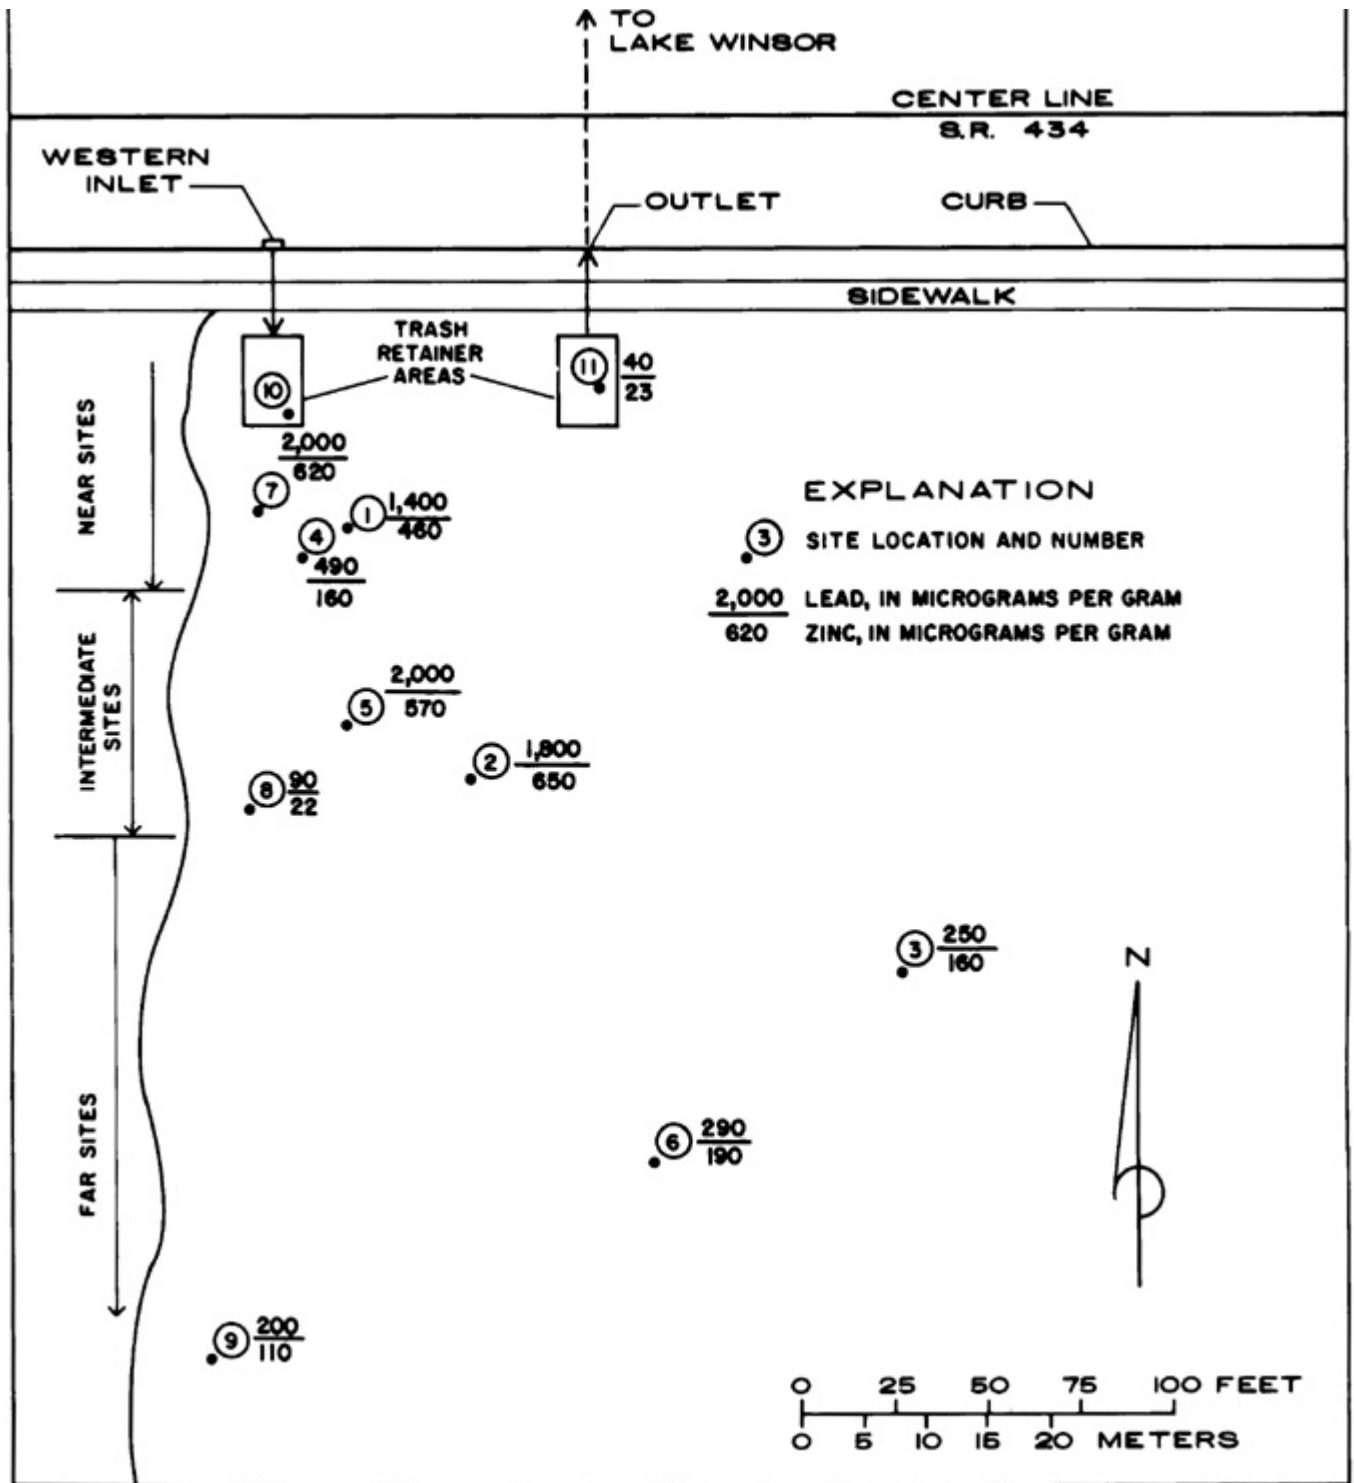 TO
LAKE WINSOR
CENTER LINE
S.R. 434
WESTERN
INLET
OUTLET
CURB
SIDEWALK
TRASH
RETAINER
AREAS
10
11
40
23
NEAR SITES
2,000
620
7
1
1,400
460
4
490
160
EXPLANATION
3 SITE LOCATION AND NUMBER
2,000 LEAD, IN MICROGRAMS PER GRAM
620 ZINC, IN MICROGRAMS PER GRAM
INTERMEDIATE
SITES
5
2,000
570
2
1,800
650
8
90
22
3
250
160
N
FAR SITES
6
290
190
9
200
110
0 25 50 75 100 FEET
0 5 10 15 20 METERS